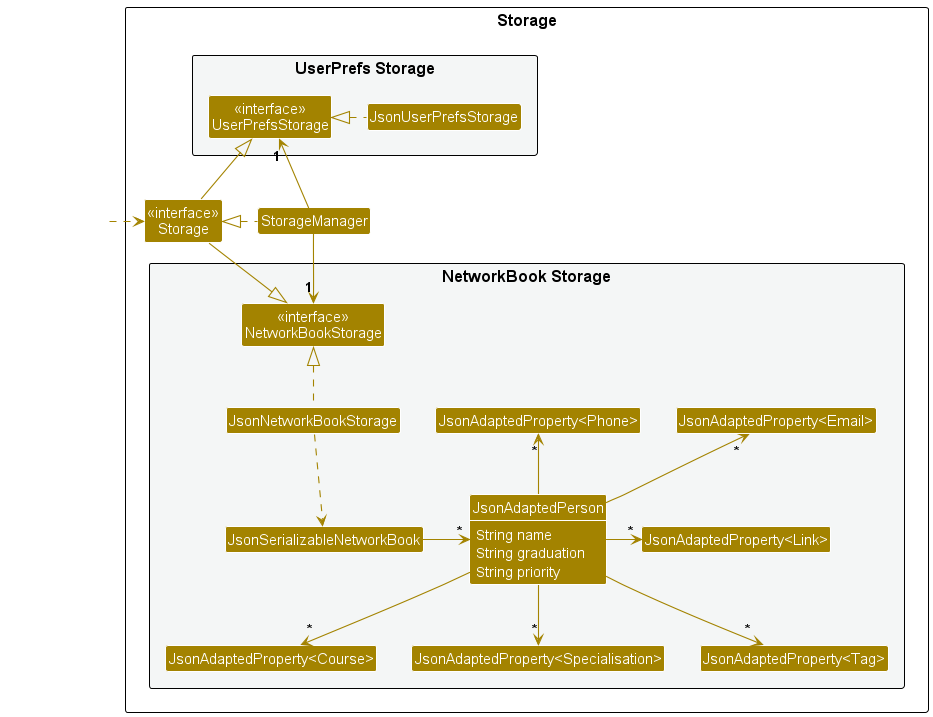 Storage
UserPrefs Storage
«interface»
UserPrefsStorage
JsonUserPrefsStorage
1
«interface»
Storage
StorageManager
NetworkBook Storage
1
«interface»
NetworkBookStorage
JsonNetworkBookStorage
JsonAdaptedProperty<Phone>
JsonAdaptedProperty<Email>
*
*
JsonAdaptedPerson
String name
String graduation
String priority
JsonSerializableNetworkBook
*
*
JsonAdaptedProperty<Link>
*
*
*
JsonAdaptedProperty<Course>
JsonAdaptedProperty<Specialisation>
JsonAdaptedProperty<Tag>